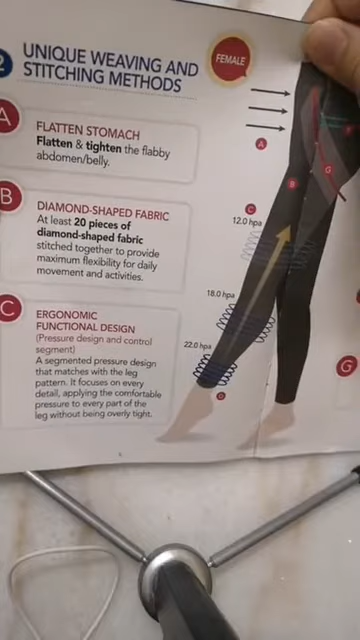 2
UNIQUE WEAVING AND
STITCHING METHODS
FEMALE
A
FLATTEN STOMACH
Flatten & tighten the flabby
abdomen/belly.
B
DIAMOND-SHAPED FABRIC
At least 20 pieces of
diamond-shaped fabric
stitched together to provide
maximum flexibility for daily
movement and activities.
C
ERGONOMIC
FUNCTIONAL DESIGN
(Pressure design and control
segment)
A segmented pressure design
that matches with the leg
pattern. It focuses on every
detail, applying the comfortable
pressure to every part of the
leg without being overly tight.
A
B
G
C
12.0 hpa
18.0 hpa
22.0 hpa
D
G